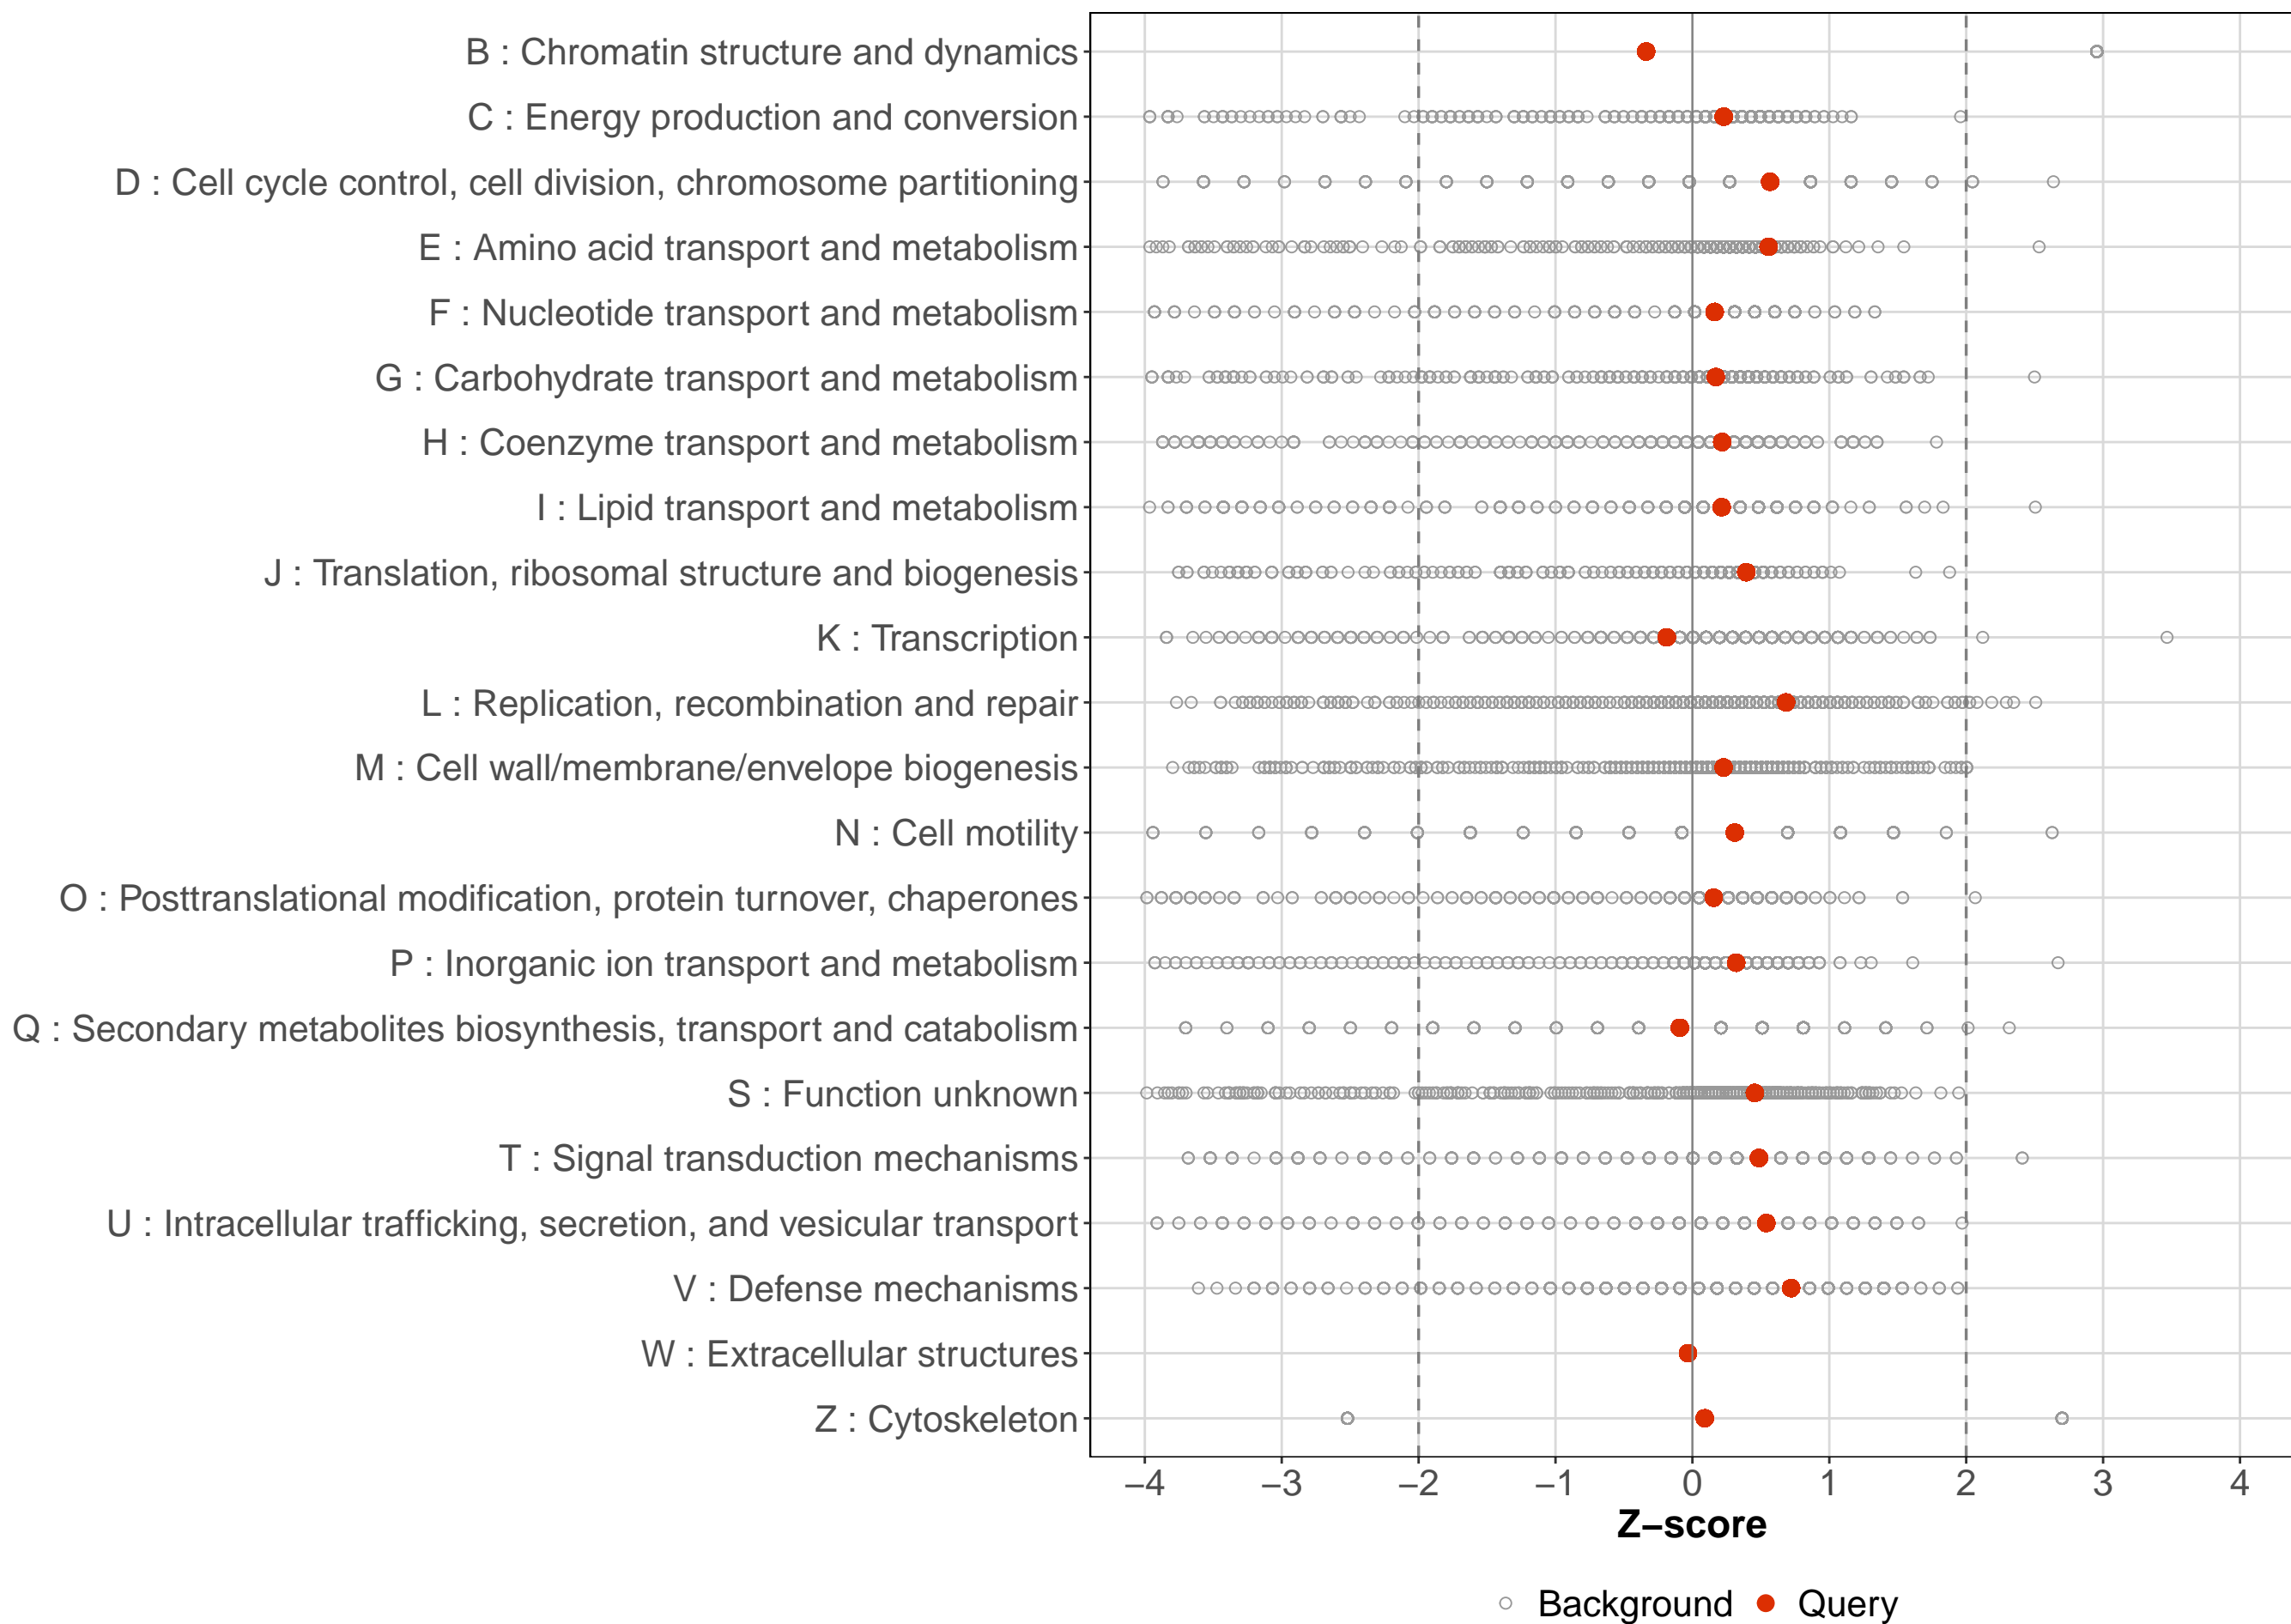 B : Chromatin structure and dynamics
C : Energy production and conversion
D : Cell cycle control, cell division, chromosome partitioning
E : Amino acid transport and metabolism
F : Nucleotide transport and metabolism
G : Carbohydrate transport and metabolism
H : Coenzyme transport and metabolism
I : Lipid transport and metabolism
J : Translation, ribosomal structure and biogenesis
K : Transcription
L : Replication, recombination and repair
M : Cell wall/membrane/envelope biogenesis
N : Cell motility
O : Posttranslational modification, protein turnover, chaperones
P : Inorganic ion transport and metabolism
Q : Secondary metabolites biosynthesis, transport and catabolism
S : Function unknown
T : Signal transduction mechanisms
U : Intracellular trafficking, secretion, and vesicular transport
V : Defense mechanisms
W : Extracellular structures
Z : Cytoskeleton
−4 −3 −2 −1 0 1 2 3 4
Z−score
Background Query